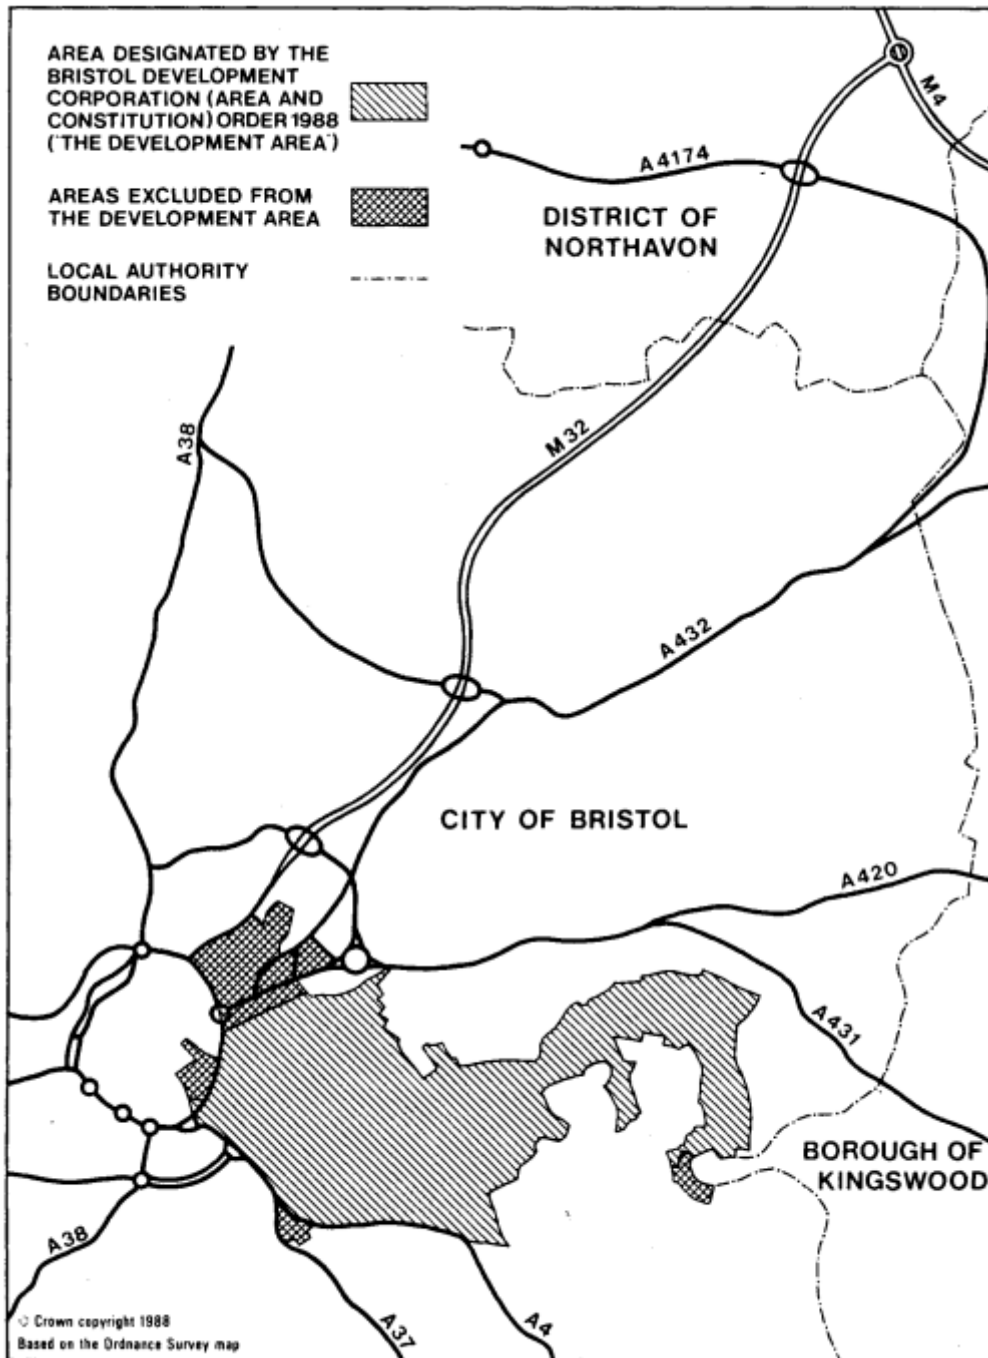 AREA DESIGNATED BY THE
BRISTOL DEVELOPMENT
CORPORATION (AREA AND
CONSTITUTION) ORDER 1988
('THE DEVELOPMENT AREA')
AREAS EXCLUDED FROM
THE DEVELOPMENT AREA
LOCAL AUTHORITY
BOUNDARIES
M4
A4174
DISTRICT OF
NORTHAVON
A38
M32
A432
CITY OF BRISTOL
A420
A431
BOROUGH OF
KINGSWOOD
A38
A37
A4
© Crown copyright 1988
Based on the Ordnance Survey map